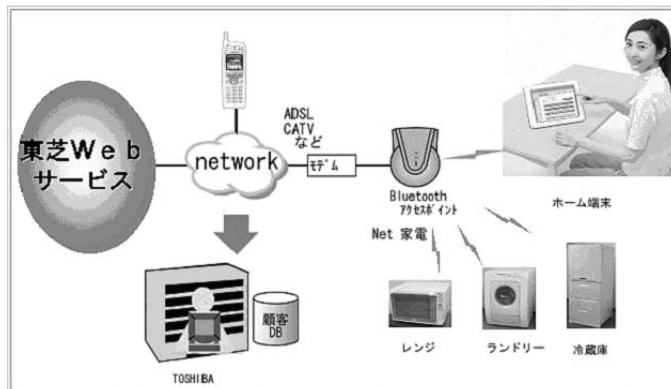 東芝Ｗｅｂ
サービス
network
ADSL
CATV
など
ﾓﾃﾞﾑ
Bluetooth
ｱｸｾｽﾎﾟｲﾝﾄ
ホーム端末
Net 家電
レンジ
ランドリー
冷蔵庫
顧客
DB
TOSHIBA